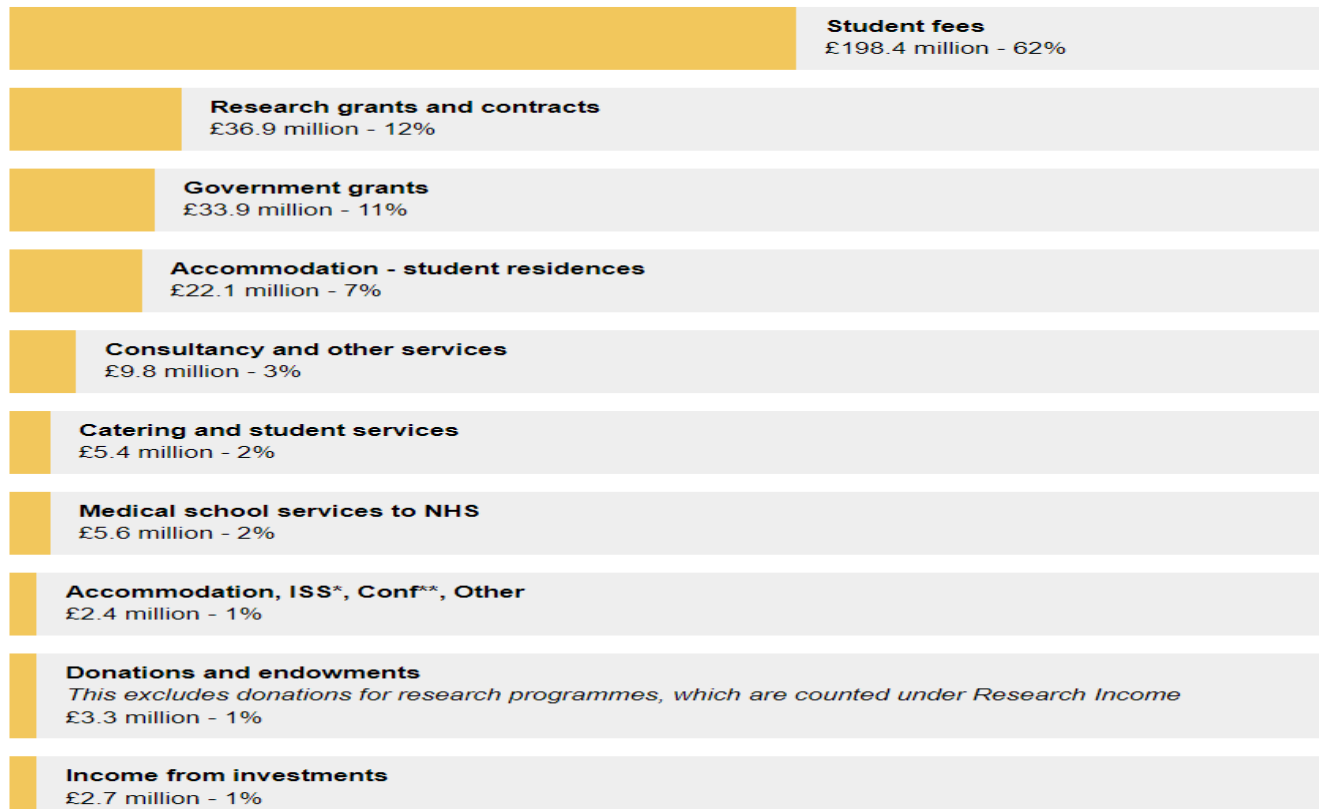 Student fees
£198.4 million - 62%
Research grants and contracts
£36.9 million - 12%
Government grants
£33.9 million - 11%
Accommodation - student residences
£22.1 million - 7%
Consultancy and other services
£9.8 million - 3%
Catering and student services
£5.4 million - 2%
Medical school services to NHS
£5.6 million - 2%
Accommodation, ISS*, Conf**, Other
£2.4 million - 1%
Donations and endowments
This excludes donations for research programmes, which are counted under Research Income
£3.3 million - 1%
Income from investments
£2.7 million - 1%